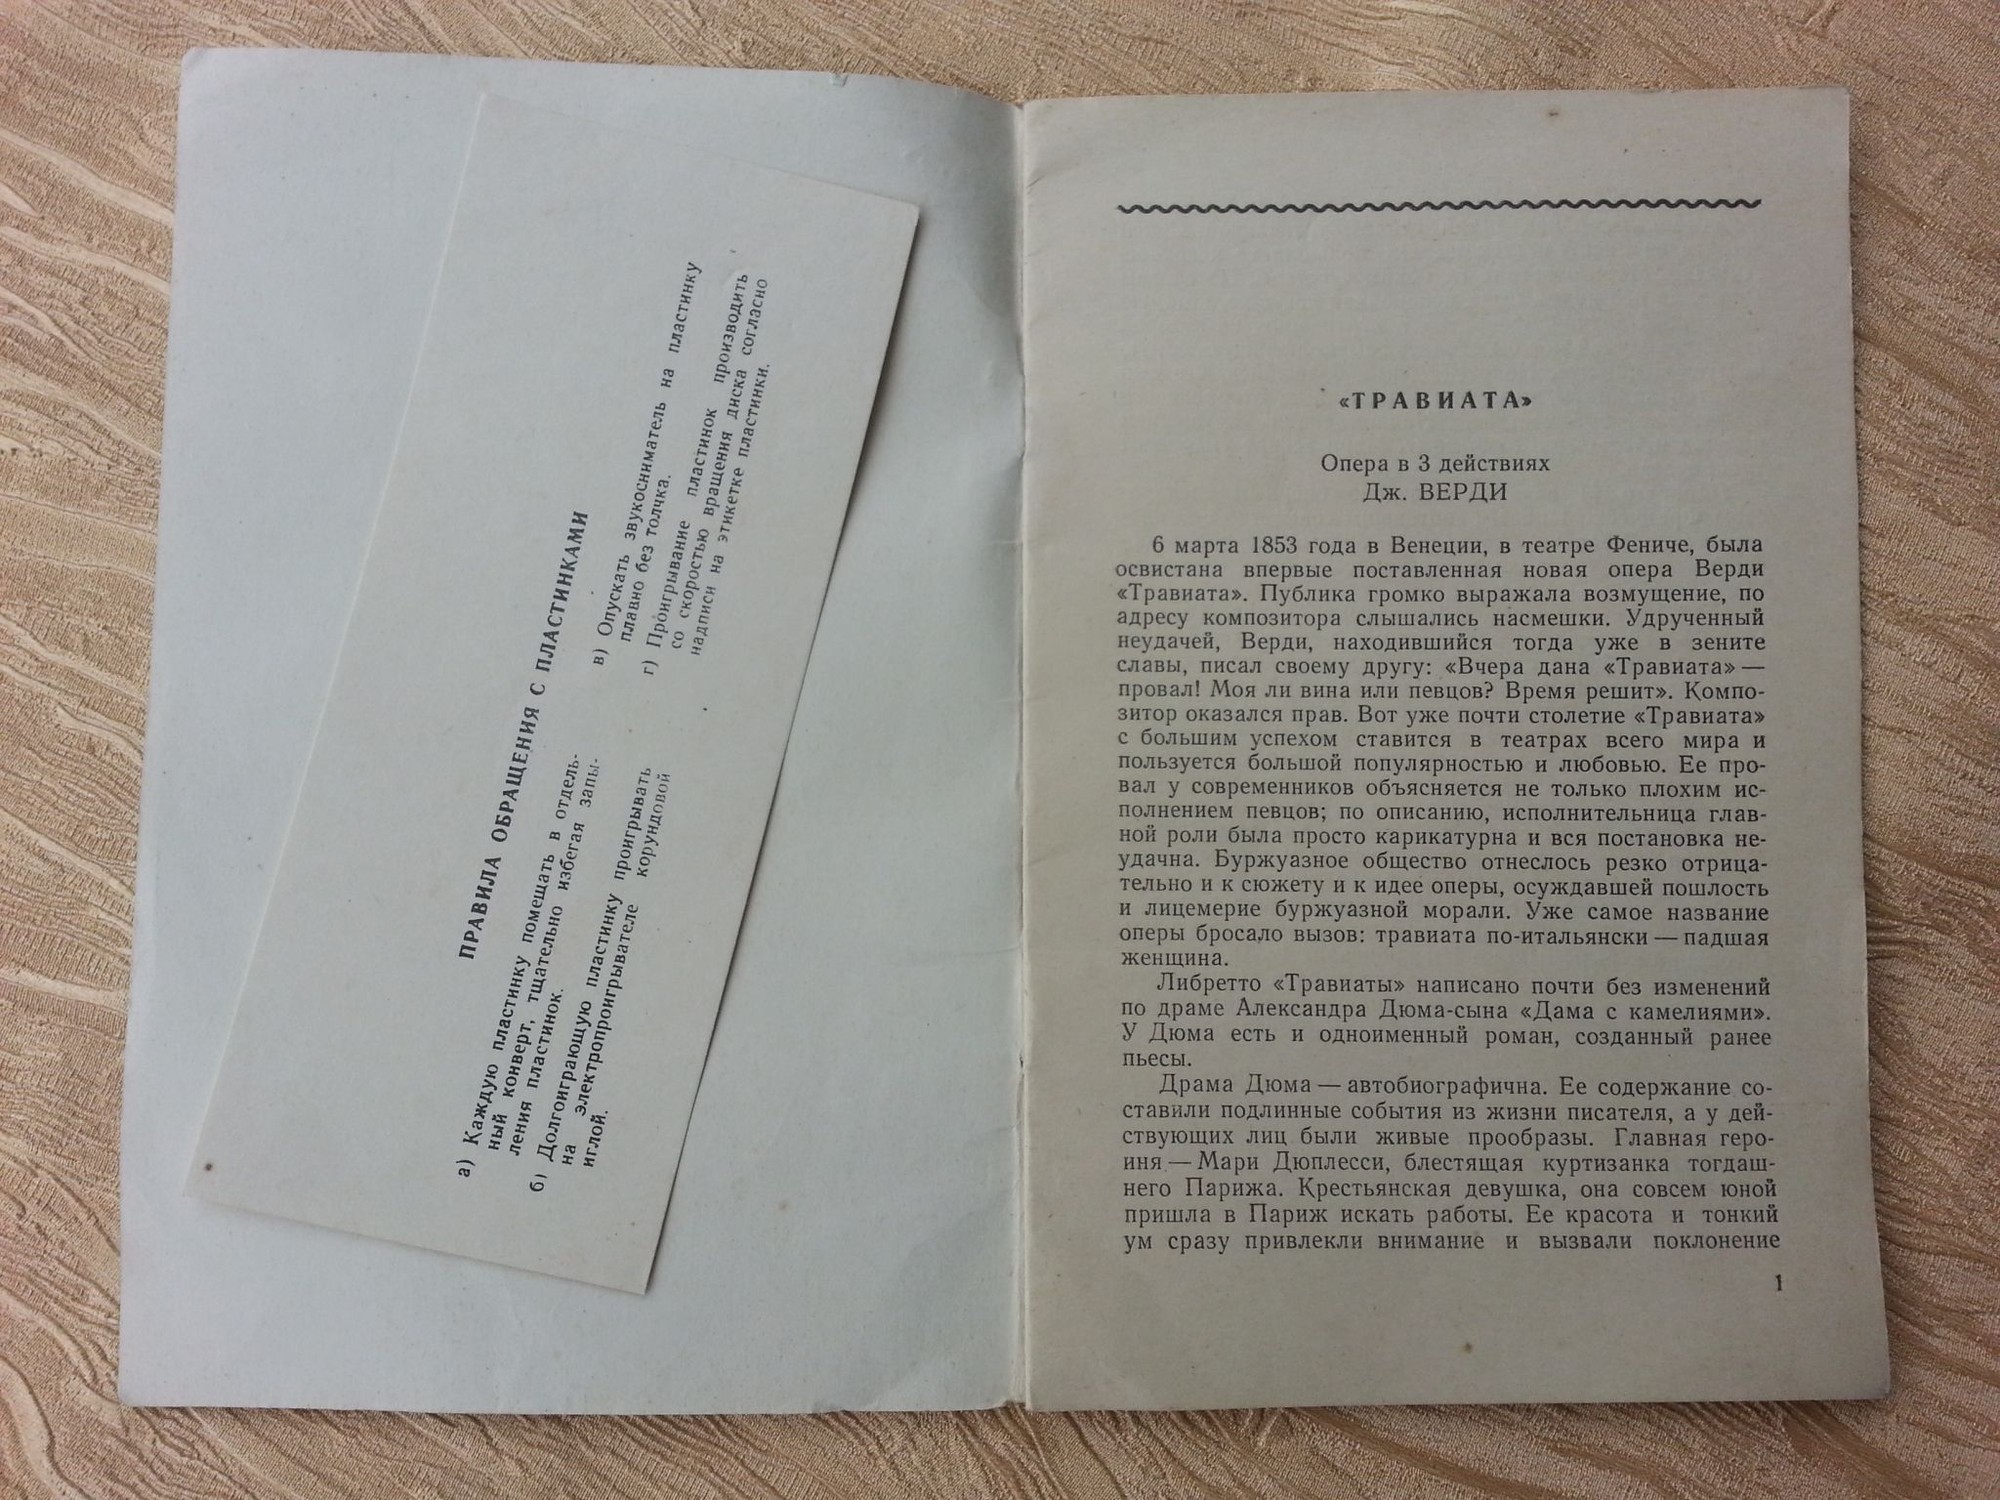 ПРАВИЛА ОБРАЩЕНИЯ С ПЛАСТИНКАМИ
а) Каждую пластинку помещать в отдель-
ный конверт, тщательно избегая запы-
ления пластинок.
б) Долгоиграющую пластинку проигрывать
на электропроигрывателе корундовой
иглой.
в) Опускать звукосниматель на пластинку
плавно без толчка.
г) Проигрывание пластинок производить
со скоростью вращения диска согласно
надписи на этикетке пластинки.
«ТРАВИАТА»
Опера в 3 действиях
Дж. ВЕРДИ
6 марта 1853 года в Венеции, в театре Фениче, была
освистана впервые поставленная новая опера Верди
«Травиата». Публика громко выражала возмущение, по
адресу композитора слышались насмешки. Удрученный
неудачей, Верди, находившийся тогда уже в зените
славы, писал своему другу: «Вчера дана «Травиата» —
провал! Моя ли вина или певцов? Время решит». Компо-
зитор оказался прав. Вот уже почти столетие «Травиата»
с большим успехом ставится в театрах всего мира и
пользуется большой популярностью и любовью. Ее про-
вал у современников объясняется не только плохим ис-
полнением певцов; по описанию, исполнительница глав-
ной роли была просто карикатурна и вся постановка не-
удачна. Буржуазное общество отнеслось резко отрица-
тельно и к сюжету и к идее оперы, осуждавшей пошлость
и лицемерие буржуазной морали. Уже самое название
оперы бросало вызов: травиата по-итальянски — падшая
женщина.
Либретто «Травиаты» написано почти без изменений
по драме Александра Дюма-сына «Дама с камелиями».
У Дюма есть и одноименный роман, созданный ранее
пьесы.
Драма Дюма — автобиографична. Ее содержание со-
ставили подлинные события из жизни писателя, а у дей-
ствующих лиц были живые прообразы. Главная геро-
иня — Мари Дюплесси, блестящая куртизанка тогдаш-
него Парижа. Крестьянская девушка, она совсем юной
пришла в Париж искать работы. Ее красота и тонкий
ум сразу привлекли внимание и вызвали поклонение
1